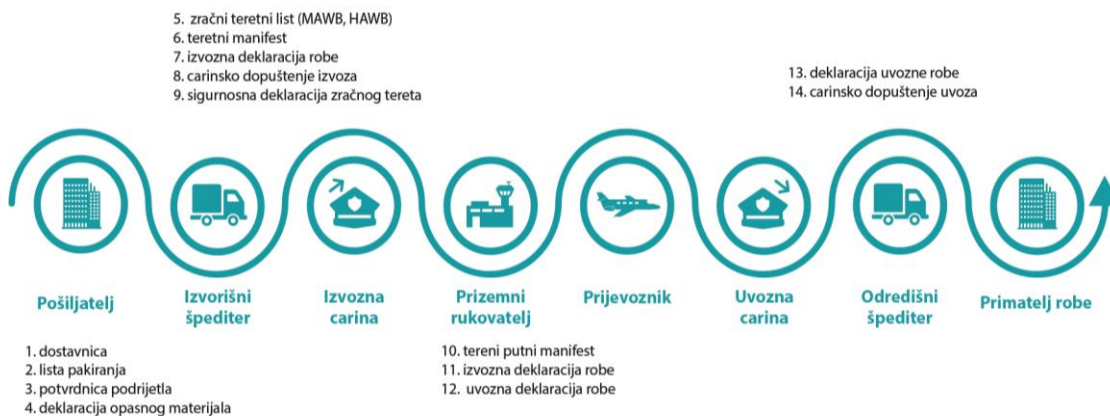 5. zračni teretni list (MAWB, HAWB)
6. teretni manifest
7. izvozna deklaracija robe
8. carinsko dopuštenje izvoza
9. sigurnosna deklaracija zračnog tereta
13. deklaracija uvozne robe
14. carinsko dopuštenje uvoza
Pošiljatelj
Izvorišni
špediter
Izvozna
carina
Prizemni
rukovatelj
Prijevoznik
Uvozna
carina
Odredišni
špediter
Primatelj robe
1. dostavnica
2. lista pakiranja
3. potvrdnica podrijetla
4. deklaracija opasnog materijala
10. tereni putni manifest
11. izvozna deklaracija robe
12. uvozna deklaracija robe